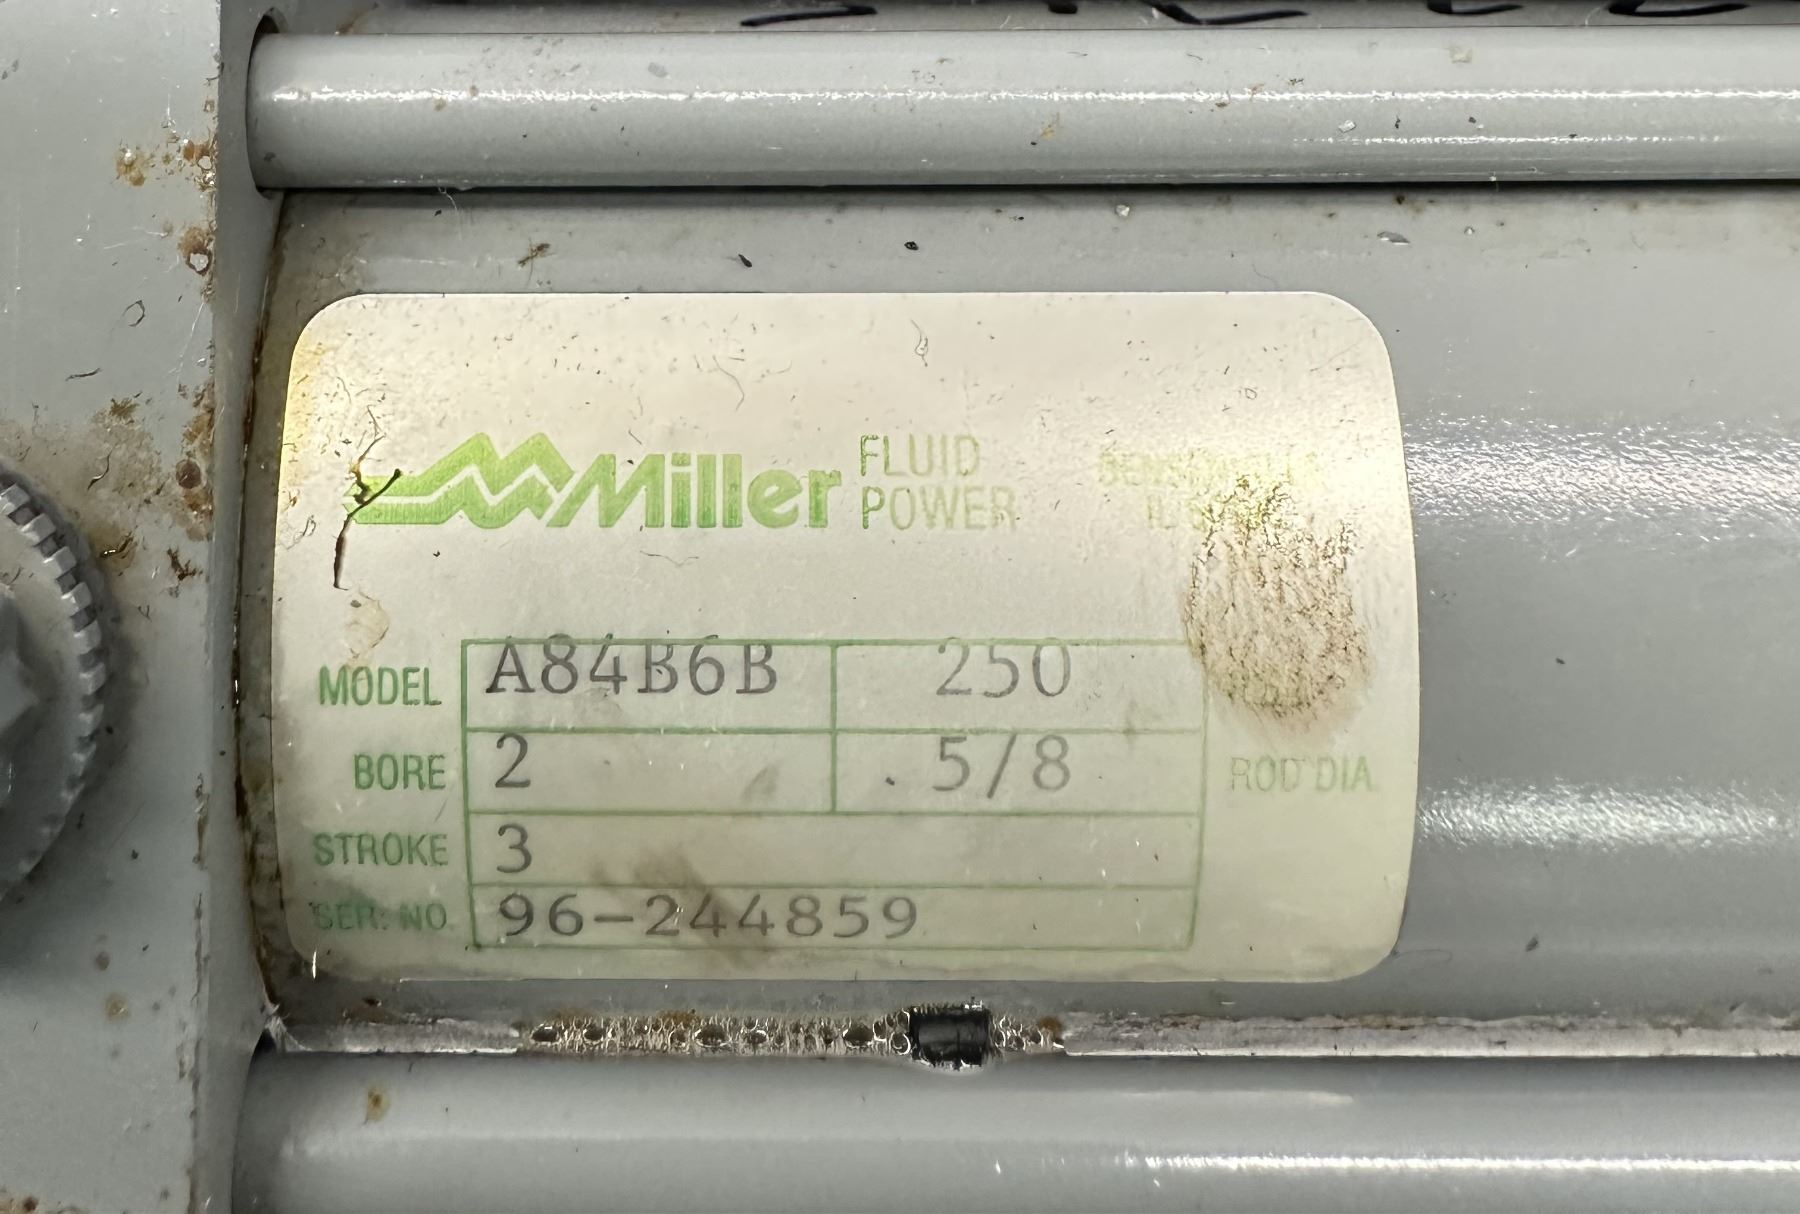 Miller FLUID POWER
MODEL A84B6B 250
BORE 2 5/8 ROD DIA
STROKE 3
SER. NO. 96-244859